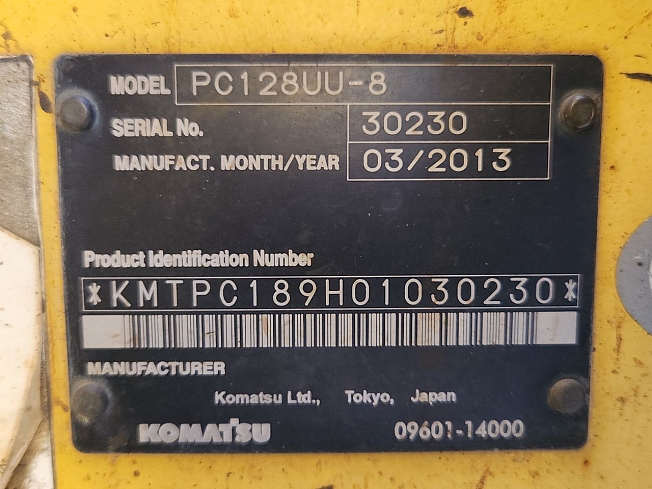 MODEL PC128UU-8
SERIAL No. 30230
MANUFACT. MONTH/YEAR 03/2013
Product Identification Number
*KMTPC189H01030230*
MANUFACTURER
Komatsu Ltd., Tokyo, Japan
KOMATSU 09601-14000